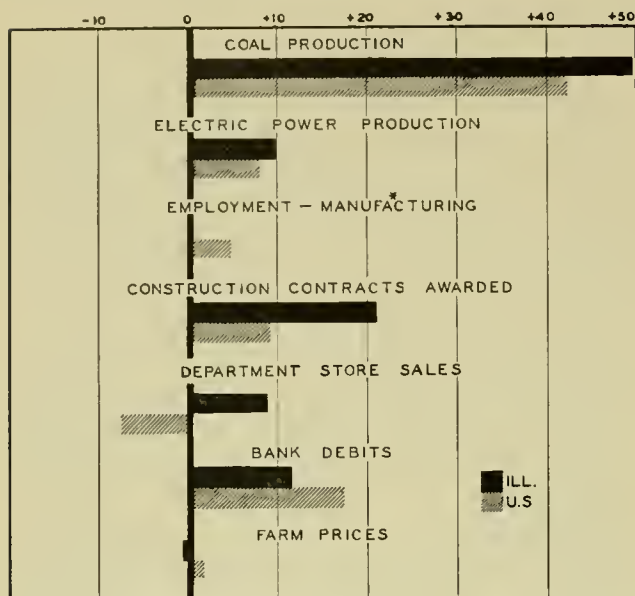 -10 0 +10 +20 +30 +40 +50
COAL PRODUCTION
ELECTRIC POWER PRODUCTION
EMPLOYMENT — MANUFACTURING*
CONSTRUCTION CONTRACTS AWARDED
DEPARTMENT STORE SALES
BANK DEBITS
ILL.
U.S
FARM PRICES